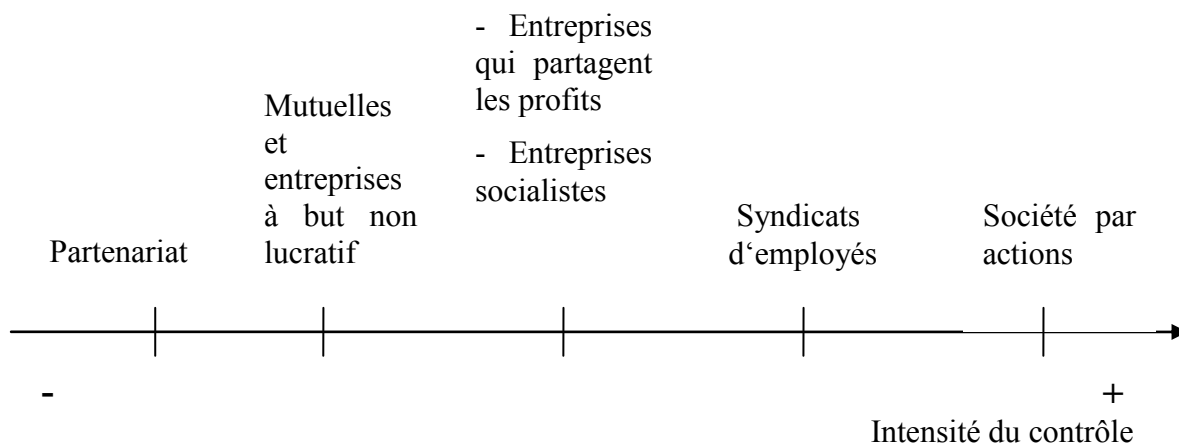 Partenariat
Mutuelles
et
entreprises
à but non
lucratif
- Entreprises
qui partagent
les profits
- Entreprises
socialistes
Syndicats
d‘employés
Société par
actions
-
+
Intensité du contrôle